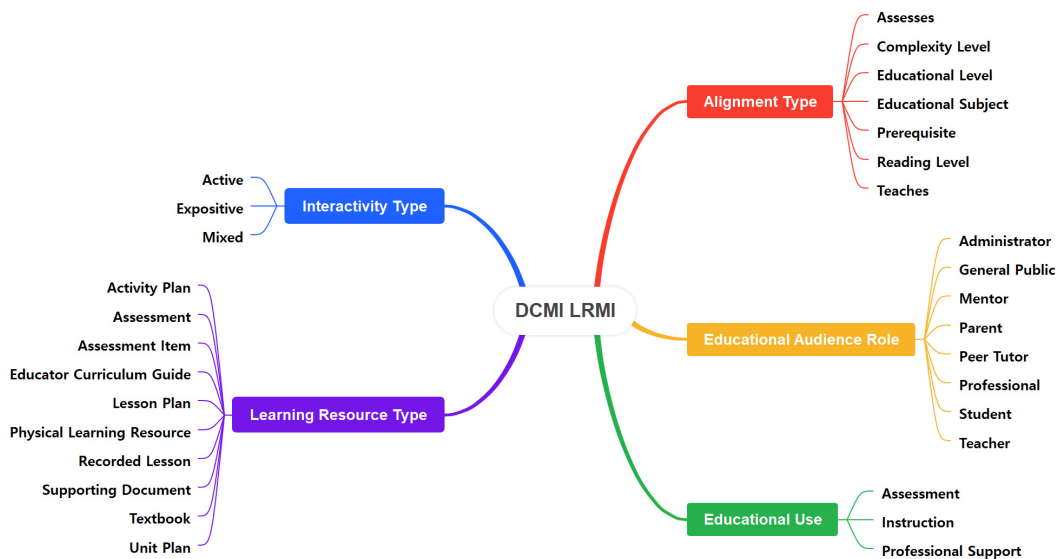 DCMI LRMI
Alignment Type
Assesses
Complexity Level
Educational Level
Educational Subject
Prerequisite
Reading Level
Teaches
Educational Audience Role
Administrator
General Public
Mentor
Parent
Peer Tutor
Professional
Student
Teacher
Educational Use
Assessment
Instruction
Professional Support
Interactivity Type
Active
Expositive
Mixed
Learning Resource Type
Activity Plan
Assessment
Assessment Item
Educator Curriculum Guide
Lesson Plan
Physical Learning Resource
Recorded Lesson
Supporting Document
Textbook
Unit Plan